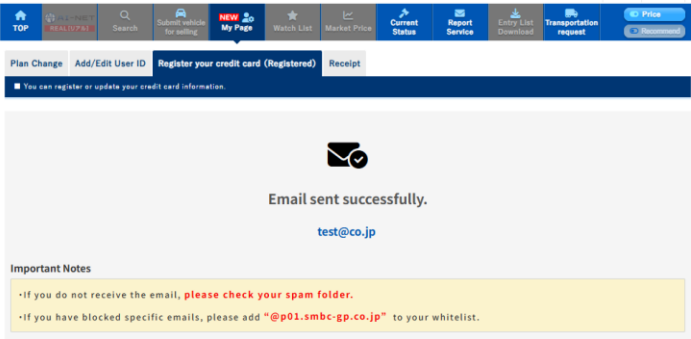 TOP
AI-NET
REAL(VPS)
Search
Submit vehicle
for selling
NEW
My Page
Watch List
Market Price
Current
Status
Report
Service
Entry List
Download
Transportation
request
Price
Recommend
Plan Change
Add/Edit User ID
Register your credit card (Registered)
Receipt
■ You can register or update your credit card information.
Email sent successfully.
test@co.jp
Important Notes
・If you do not receive the email, please check your spam folder.
・If you have blocked specific emails, please add “@p01.smbc-gp.co.jp” to your whitelist.